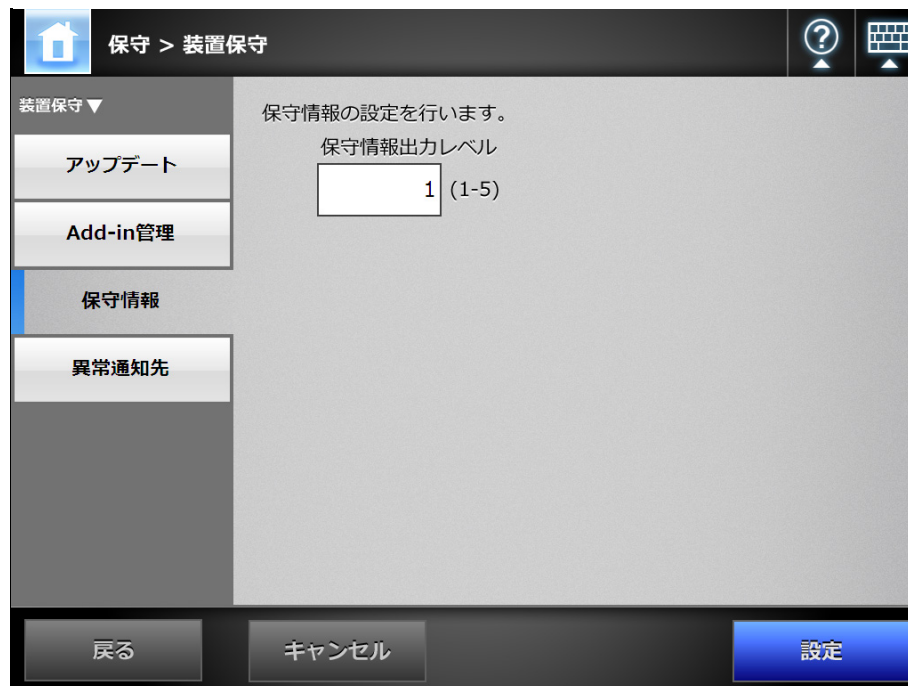 保守 > 装置保守
?
装置保守▼
アップデート
Add-in管理
保守情報
異常通知先
保守情報の設定を行います。
保守情報出力レベル
1 (1-5)
戻る
キャンセル
設定